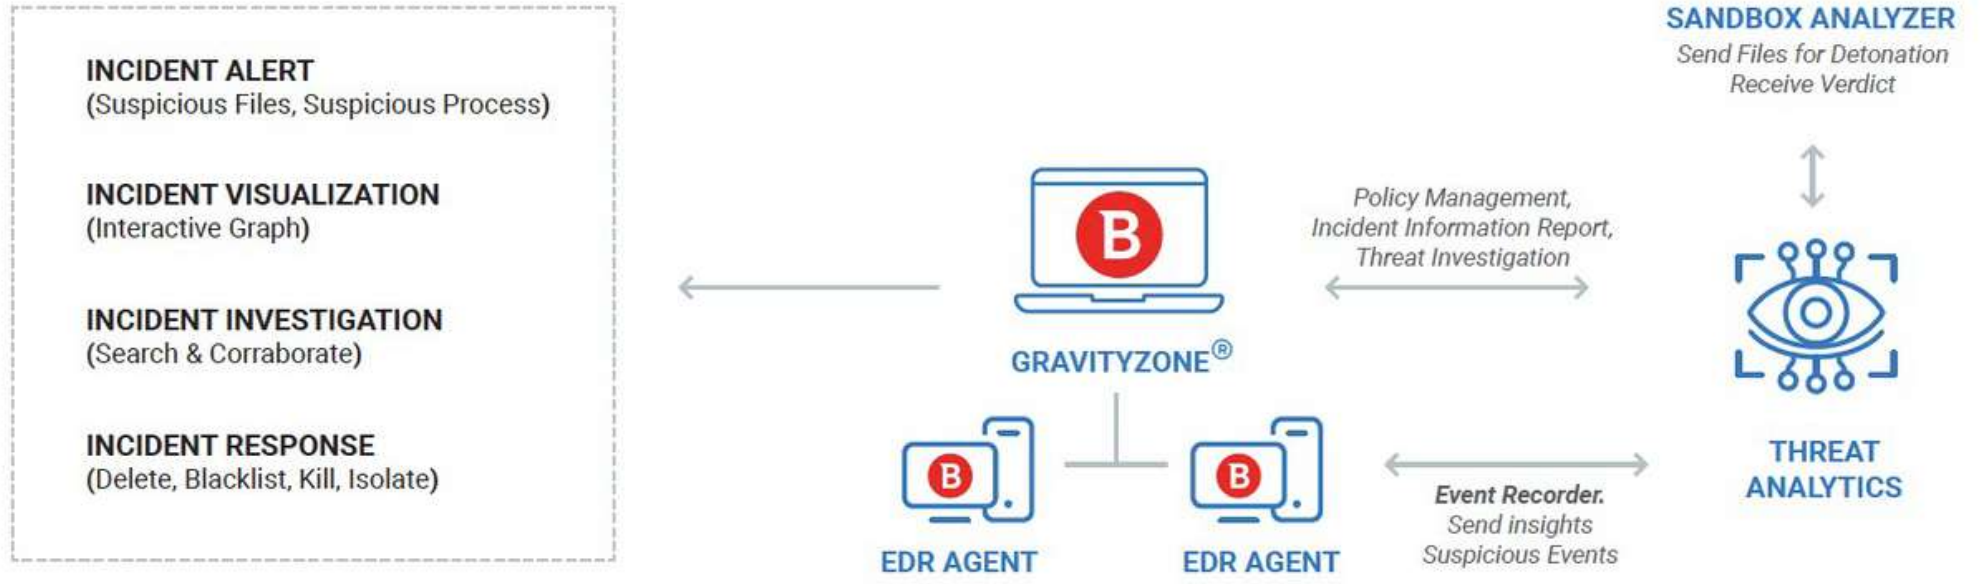 INCIDENT ALERT
(Suspicious Files, Suspicious Process)
INCIDENT VISUALIZATION
(Interactive Graph)
INCIDENT INVESTIGATION
(Search & Corraborate)
INCIDENT RESPONSE
(Delete, Blacklist, Kill, Isolate)
B
GRAVITYZONE®
B
EDR AGENT
B
EDR AGENT
Policy Management,
Incident Information Report,
Threat Investigation
Event Recorder.
Send insights
Suspicious Events
SANDBOX ANALYZER
Send Files for Detonation
Receive Verdict
THREAT
ANALYTICS